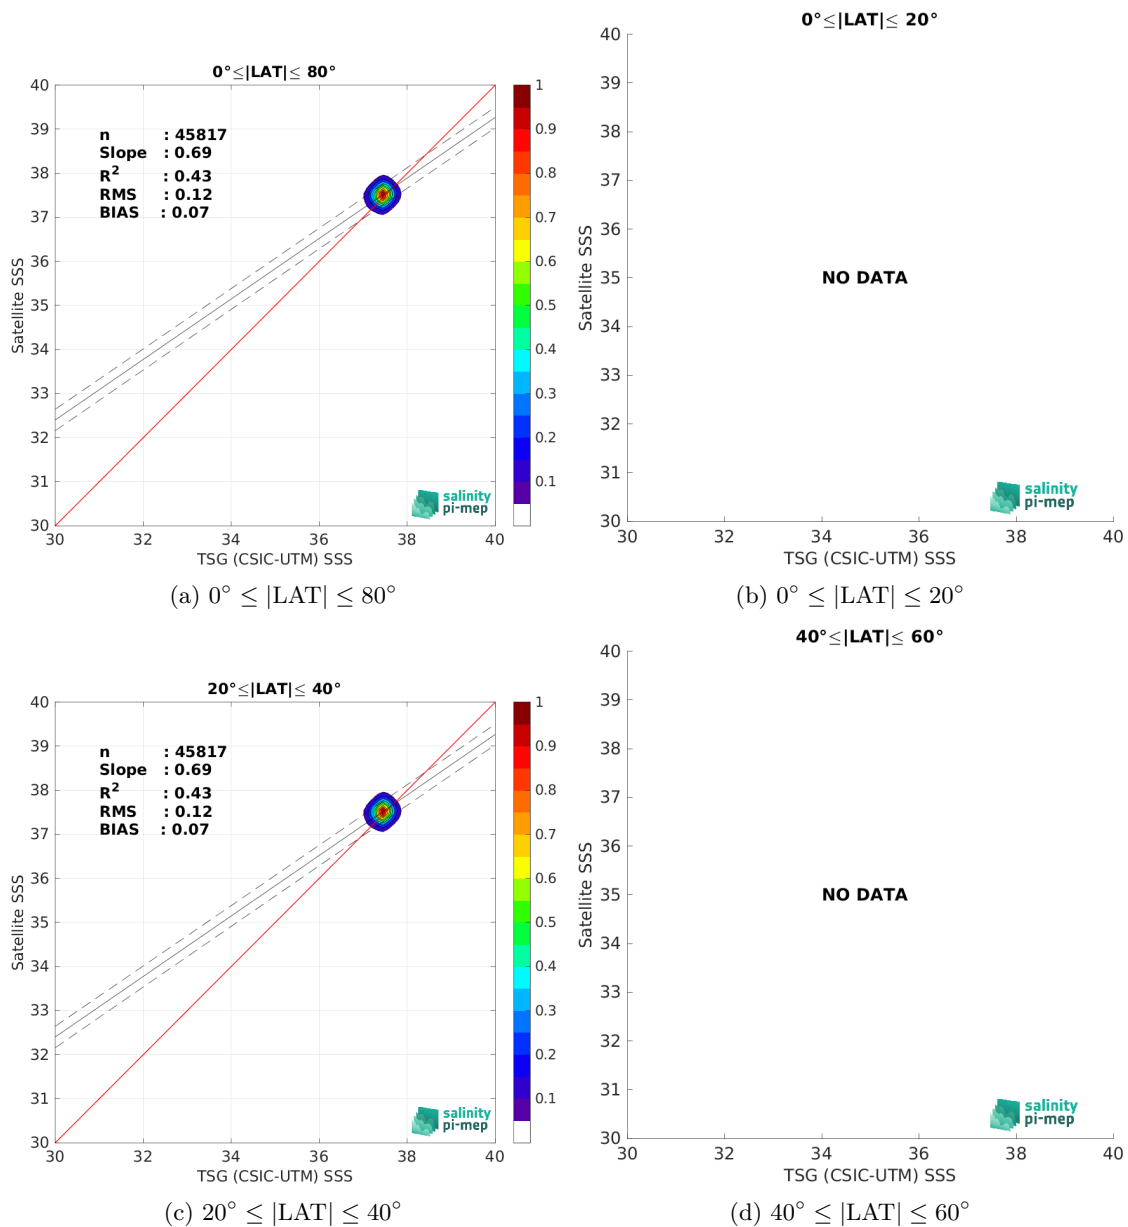 0°≤|LAT|≤ 80°
40
39
38
37
36
35
34
33
32
31
30
Satellite SSS
n : 45817
Slope : 0.69
R2 : 0.43
RMS : 0.12
BIAS : 0.07
salinity
pi-mep
30 32 34 36 38 40
TSG (CSIC-UTM) SSS
1
0.9
0.8
0.7
0.6
0.5
0.4
0.3
0.2
0.1
(a) 0° ≤ |LAT| ≤ 80°
0°≤|LAT|≤ 20°
40
39
38
37
36
35
34
33
32
31
30
Satellite SSS
NO DATA
salinity
pi-mep
30 32 34 36 38 40
TSG (CSIC-UTM) SSS
(b) 0° ≤ |LAT| ≤ 20°
20°≤|LAT|≤ 40°
40
39
38
37
36
35
34
33
32
31
30
Satellite SSS
n : 45817
Slope : 0.69
R2 : 0.43
RMS : 0.12
BIAS : 0.07
salinity
pi-mep
30 32 34 36 38 40
TSG (CSIC-UTM) SSS
1
0.9
0.8
0.7
0.6
0.5
0.4
0.3
0.2
0.1
(c) 20° ≤ |LAT| ≤ 40°
40°≤|LAT|≤ 60°
40
39
38
37
36
35
34
33
32
31
30
Satellite SSS
NO DATA
salinity
pi-mep
30 32 34 36 38 40
TSG (CSIC-UTM) SSS
(d) 40° ≤ |LAT| ≤ 60°